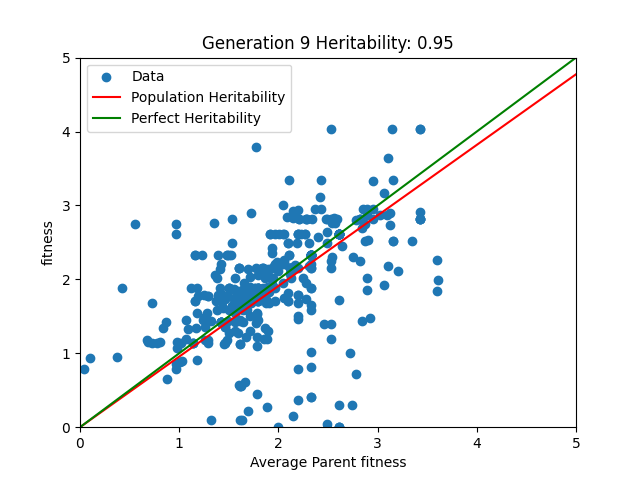 Generation 9 Heritability: 0.95
Data
Population Heritability
Perfect Heritability
5
4
3
2
1
0
fitness
0 1 2 3 4 5
Average Parent fitness